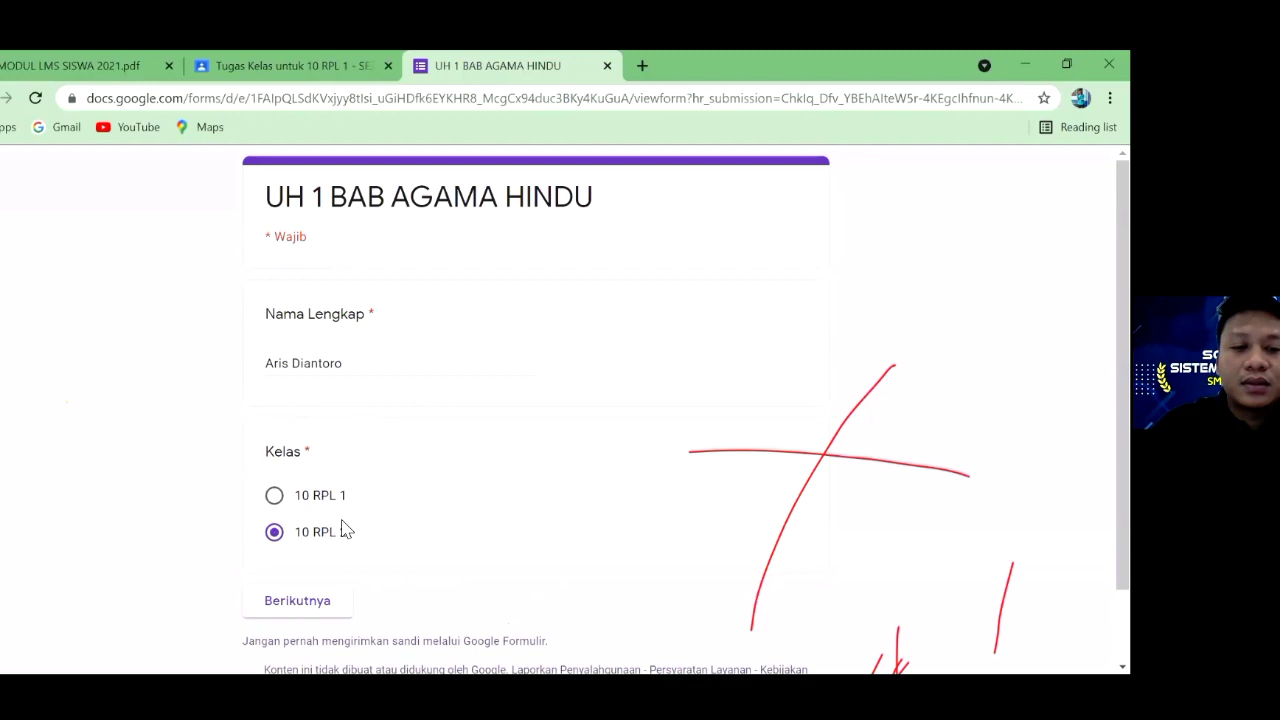 MODUL LMS SISWA 2021.pdf
Tugas Kelas untuk 10 RPL 1 - SE
UH 1 BAB AGAMA HINDU
docs.google.com/forms/d/e/1FAIpQLSdKVxjyy8tIsi_uGiHDfk6EYKHR8_McgCx94duc3BKy4KuGuA/viewform?hr_submission=ChkIq_Dfv_YBEhAIteW5r-4KEgcIhfnun-4K...
pps
Gmail
YouTube
Maps
Reading list
UH 1 BAB AGAMA HINDU
* Wajib
Nama Lengkap *
Aris Diantoro
Kelas *
10 RPL 1
10 RPL
Berikutnya
Jangan pernah mengirimkan sandi melalui Google Formulir.
Konten ini tidak dibuat atau didukung oleh Google. Laporkan Penyalahgunaan - Persyaratan Layanan - Kebijakan
SISTEM
SM